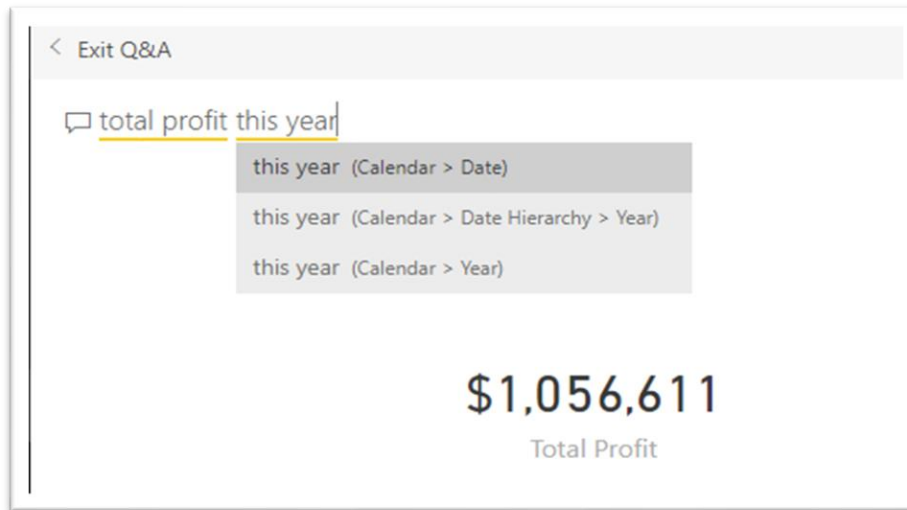 Exit Q&A
total profit this year
this year (Calendar > Date)
this year (Calendar > Date Hierarchy > Year)
this year (Calendar > Year)
$1,056,611
Total Profit